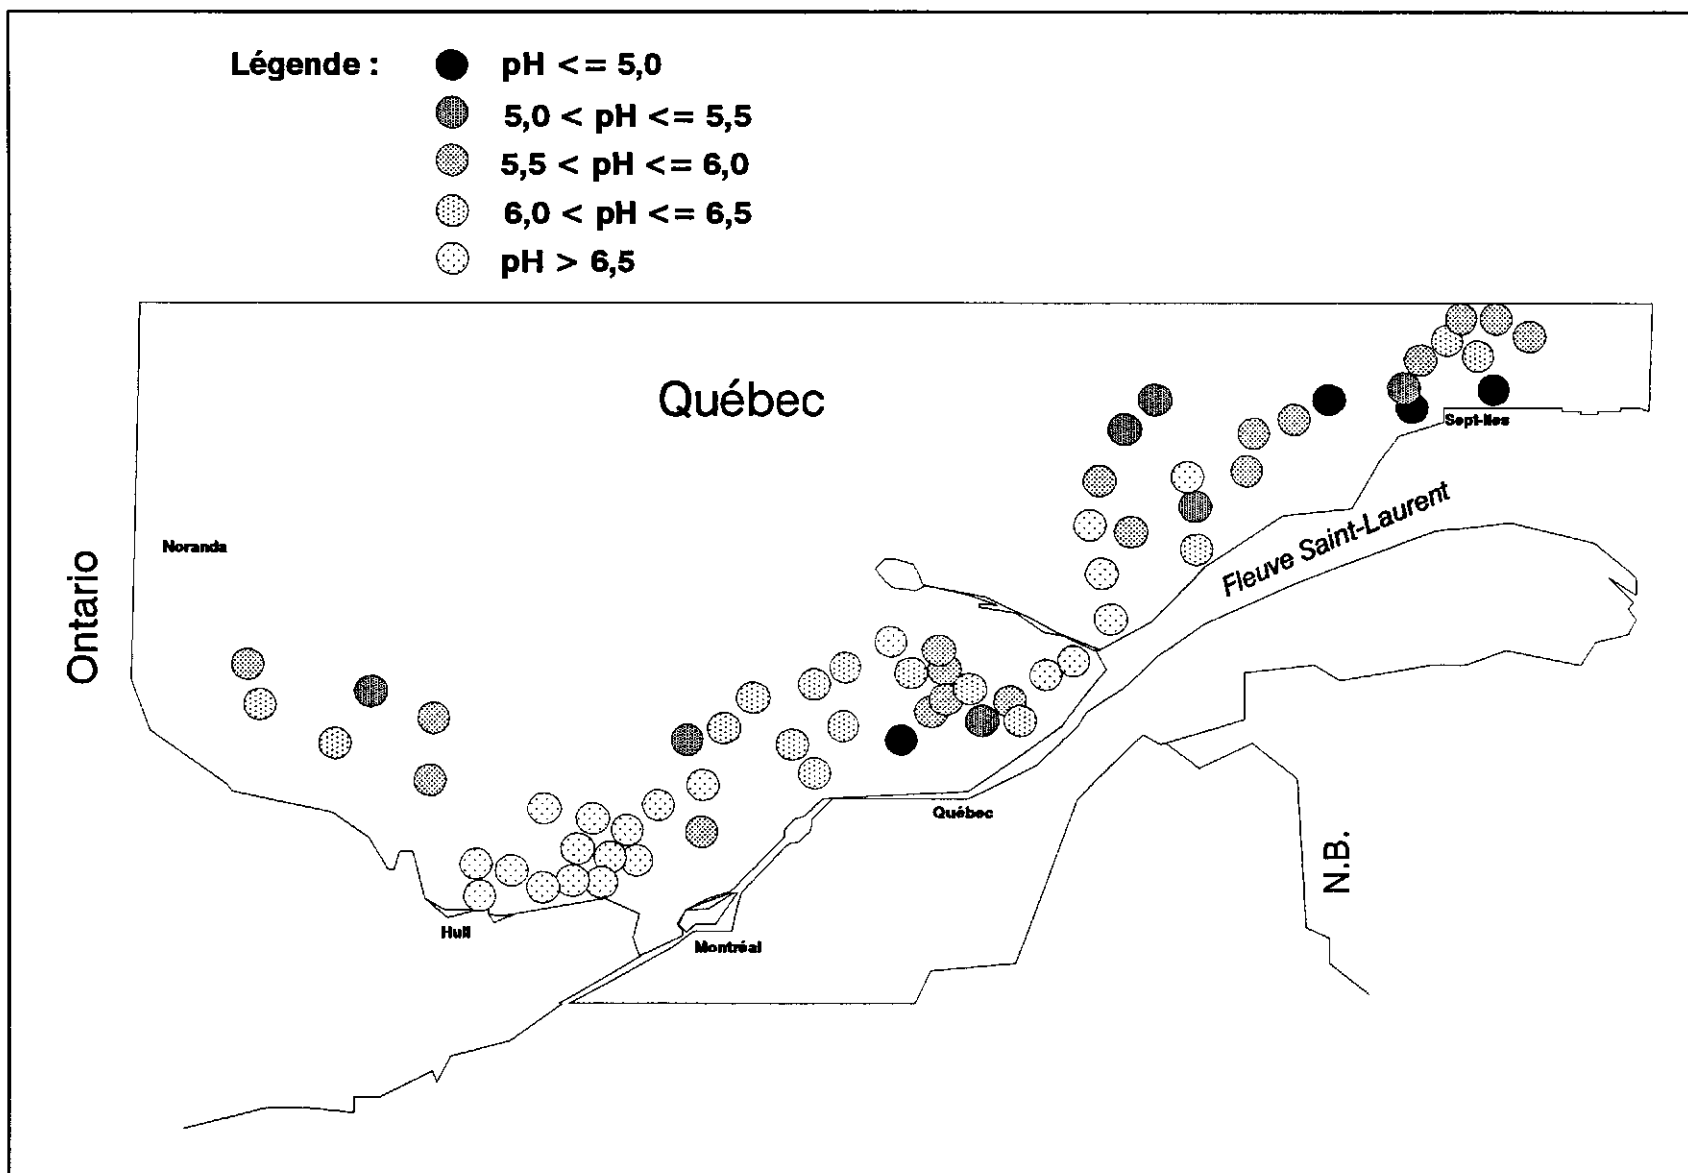 Légende :
pH <= 5,0
5,0 < pH <= 5,5
5,5 < pH <= 6,0
6,0 < pH <= 6,5
pH > 6,5
Québec
Sept-Iles
Fleuve Saint-Laurent
Noranda
Ontario
Québec
N.B.
Hull
Montréal